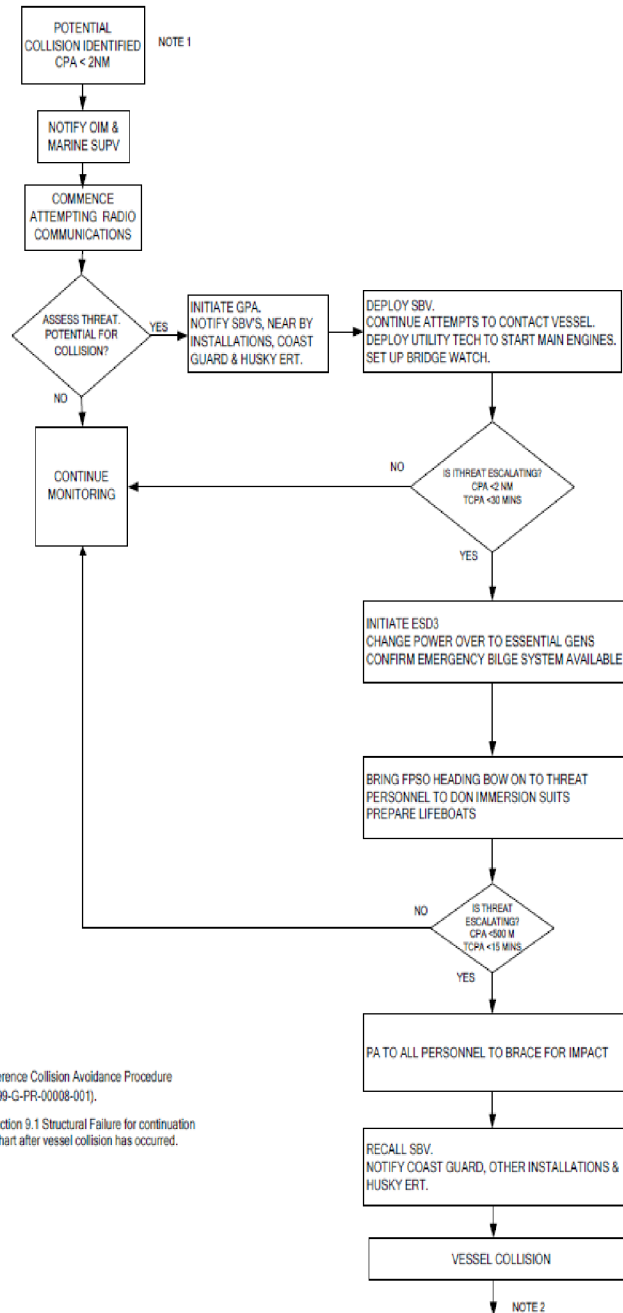 POTENTIAL
COLLISION IDENTIFIED
CPA < 2NM
NOTE 1
NOTIFY OIM &
MARINE SUPV
COMMENCE
ATTEMPTING RADIO
COMMUNICATIONS
ASSESS THREAT.
POTENTIAL FOR
COLLISION?
YES
NO
INITIATE GPA.
NOTIFY SBV'S, NEAR BY
INSTALLATIONS, COAST
GUARD & HUSKY ERT.
DEPLOY SBV.
CONTINUE ATTEMPTS TO CONTACT VESSEL.
DEPLOY UTILITY TECH TO START MAIN ENGINES.
SET UP BRIDGE WATCH.
CONTINUE
MONITORING
NO
IS ITHREAT ESCALATING?
CPA <2 NM
TCPA <30 MINS
YES
INITIATE ESD3
CHANGE POWER OVER TO ESSENTIAL GENS
CONFIRM EMERGENCY BILGE SYSTEM AVAILABLE
BRING FPSO HEADING BOW ON TO THREAT
PERSONNEL TO DON IMMERSION SUITS
PREPARE LIFEBOATS
NO
IS THREAT
ESCALATING?
CPA <500 M
TCPA <15 MINS
YES
PA TO ALL PERSONNEL TO BRACE FOR IMPACT
erence Collision Avoidance Procedure
99-G-PR-00008-001).
ction 9.1 Structural Failure for continuation
hart after vessel collision has occurred.
RECALL SBV.
NOTIFY COAST GUARD, OTHER INSTALLATIONS &
HUSKY ERT.
VESSEL COLLISION
NOTE 2